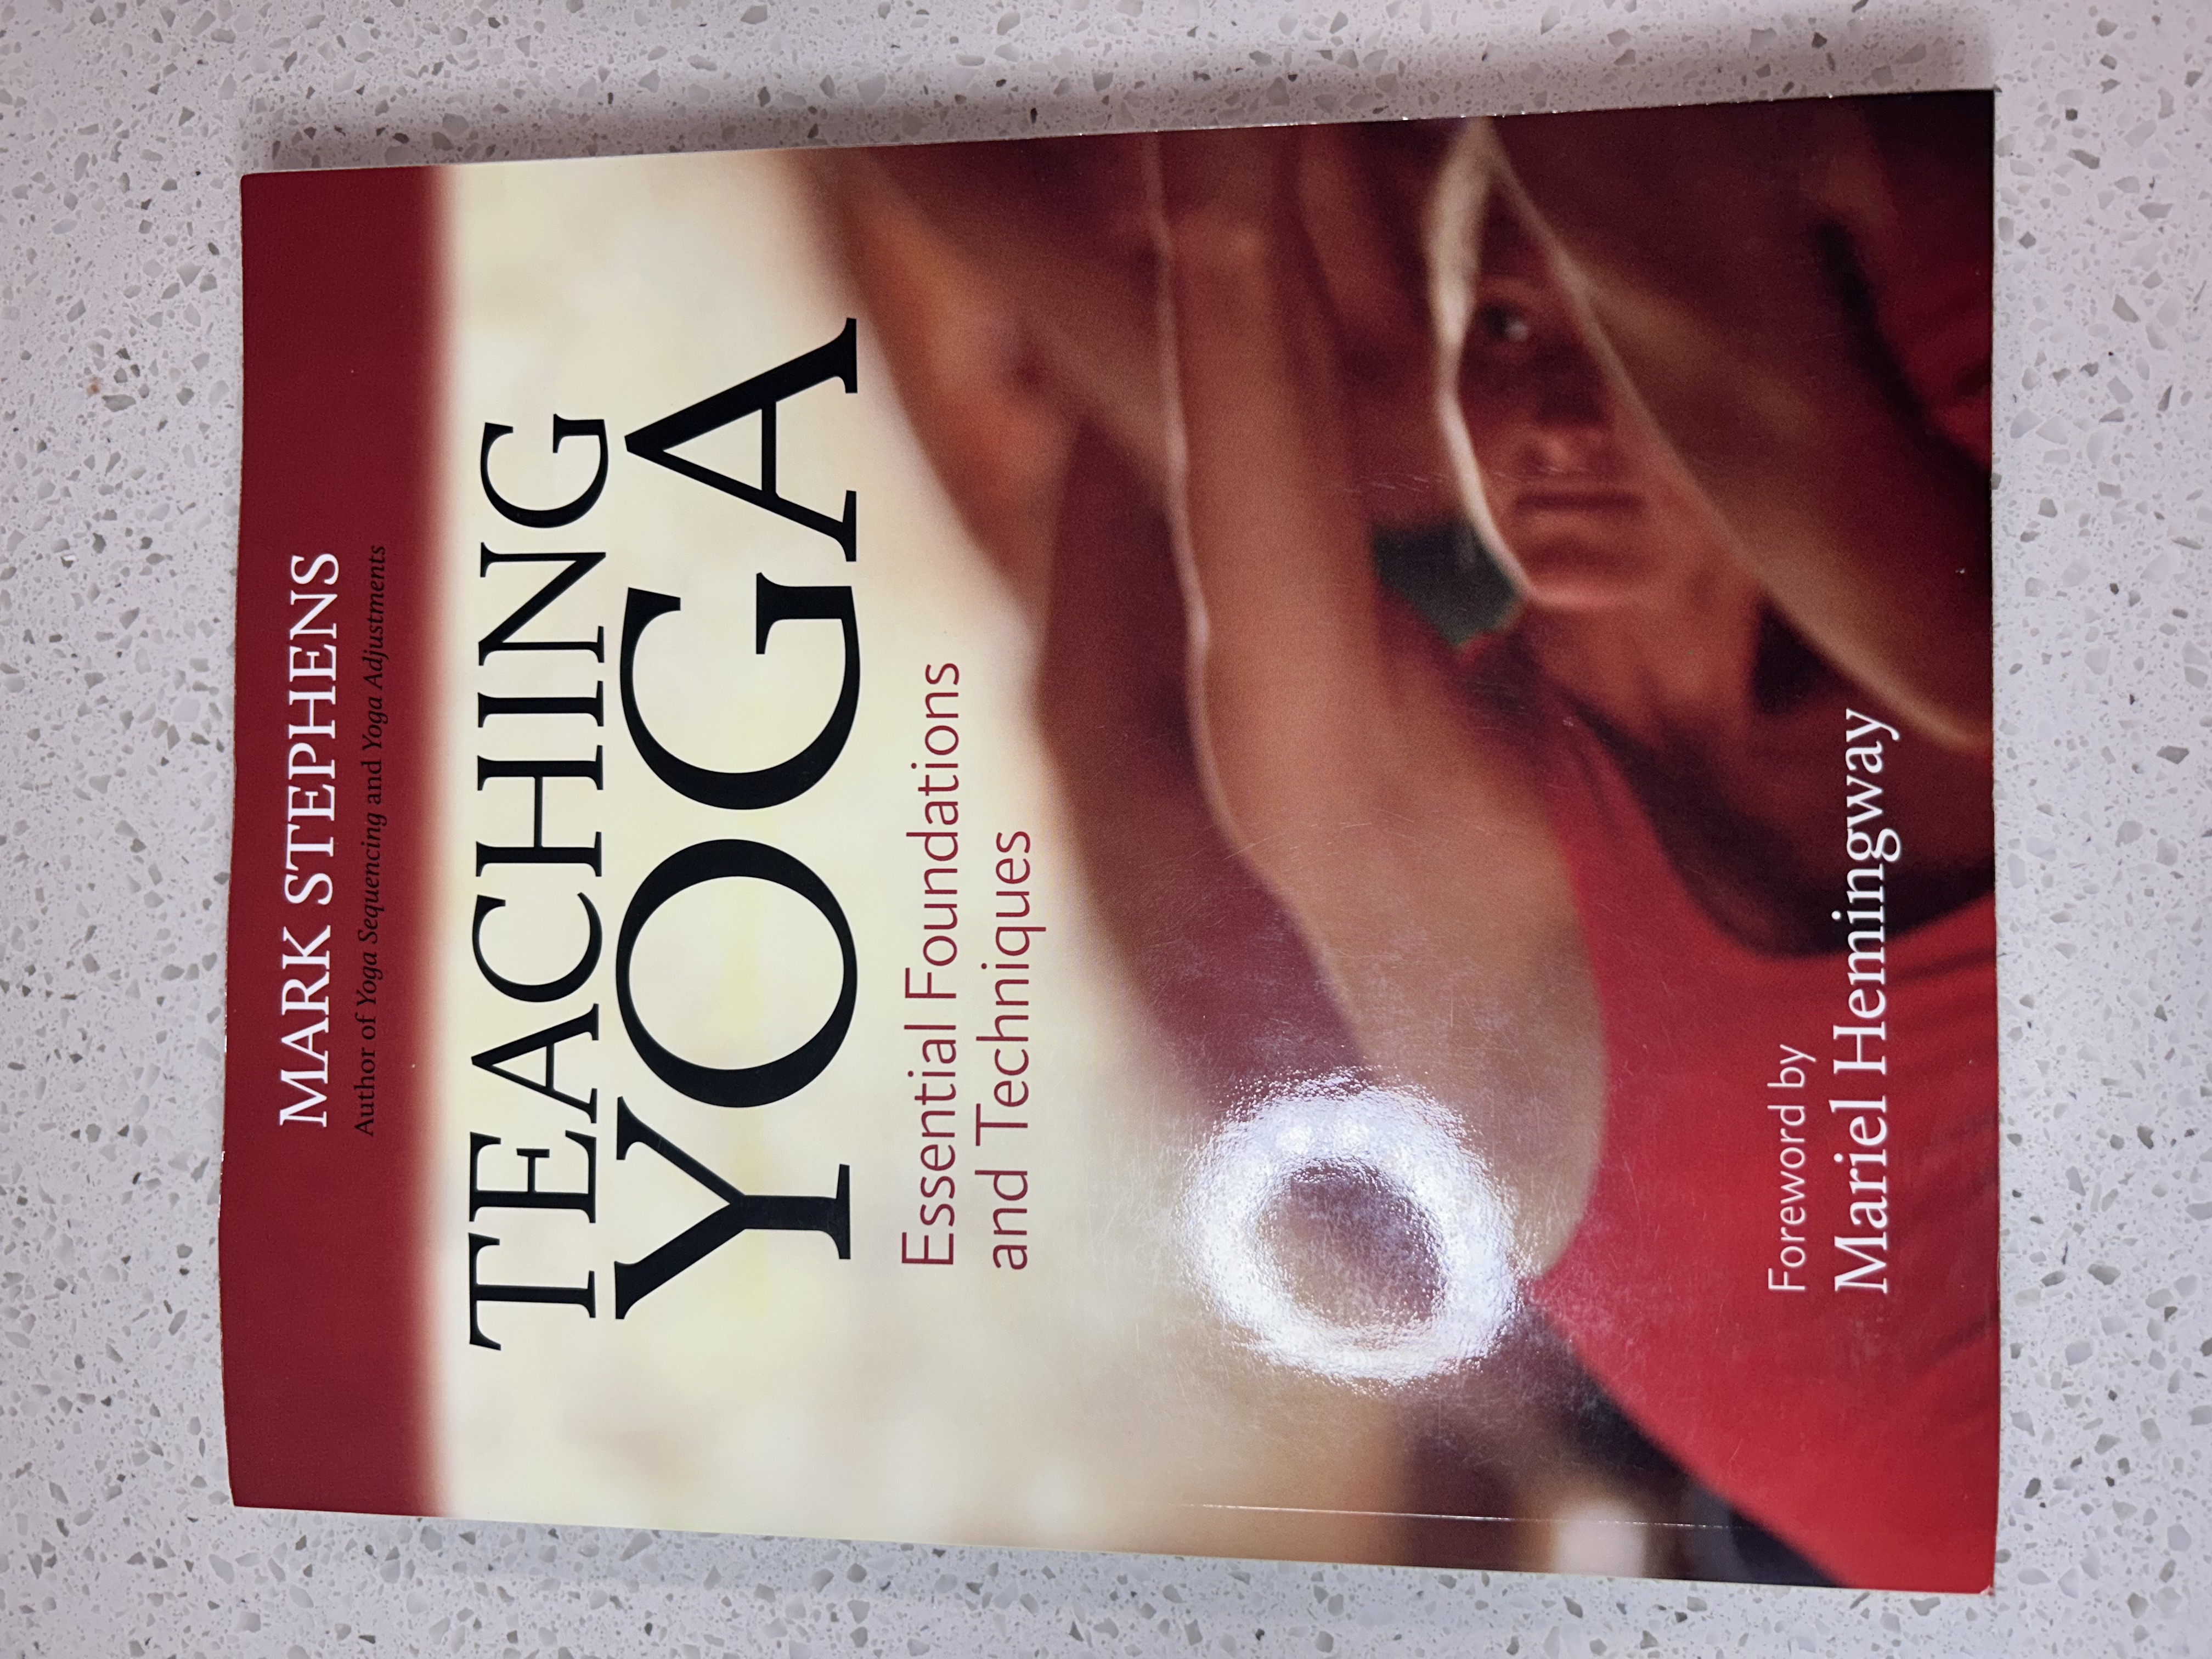 MARK STEPHENS
Author of Yoga Sequencing and Yoga Adjustments
TEACHING
YOGA
Essential Foundations
and Techniques
Foreword by
Mariel Hemingway